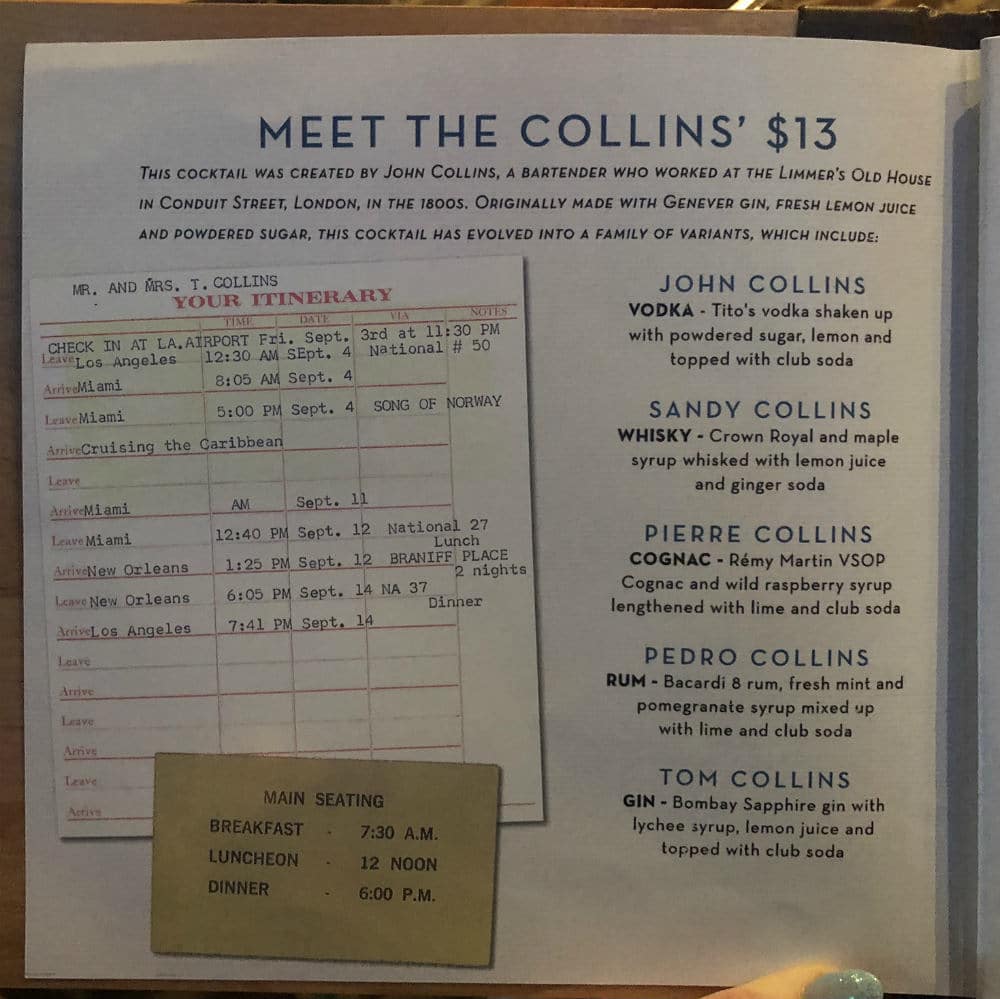 MEET THE COLLINS' $13
THIS COCKTAIL WAS CREATED BY JOHN COLLINS, A BARTENDER WHO WORKED AT THE LIMMER'S OLD HOUSE
IN CONDUIT STREET, LONDON, IN THE 1800S. ORIGINALLY MADE WITH GENEVER GIN, FRESH LEMON JUICE
AND POWDERED SUGAR, THIS COCKTAIL HAS EVOLVED INTO A FAMILY OF VARIANTS, WHICH INCLUDE:
MR. AND MRS. T. COLLINS
YOUR ITINERARY
TIME DATE VIA NOTES
CHECK IN AT LA.AIRPORT Fri. Sept. 3rd at 11:30 PM
Leave Los Angeles 12:30 AM SEpt. 4 National # 50
Arrive Miami 8:05 AM Sept. 4
Leave Miami 5:00 PM Sept. 4 SONG OF NORWAY
Arrive Cruising the Caribbean
Leave
Arrive Miami AM Sept. 11
Leave Miami 12:40 PM Sept. 12 National 27
Lunch
Arrive New Orleans 1:25 PM Sept. 12 BRANIFF PLACE
2 nights
Leave New Orleans 6:05 PM Sept. 14 NA 37
Dinner
Arrive Los Angeles 7:41 PM Sept. 14
Leave
Arrive
Leave
Arrive
Leave
Arrive
MAIN SEATING
BREAKFAST - 7:30 A.M.
LUNCHEON - 12 NOON
DINNER - 6:00 P.M.
JOHN COLLINS
VODKA - Tito's vodka shaken up
with powdered sugar, lemon and
topped with club soda
SANDY COLLINS
WHISKY - Crown Royal and maple
syrup whisked with lemon juice
and ginger soda
PIERRE COLLINS
COGNAC - Rémy Martin VSOP
Cognac and wild raspberry syrup
lengthened with lime and club soda
PEDRO COLLINS
RUM - Bacardi 8 rum, fresh mint and
pomegranate syrup mixed up
with lime and club soda
TOM COLLINS
GIN - Bombay Sapphire gin with
lychee syrup, lemon juice and
topped with club soda